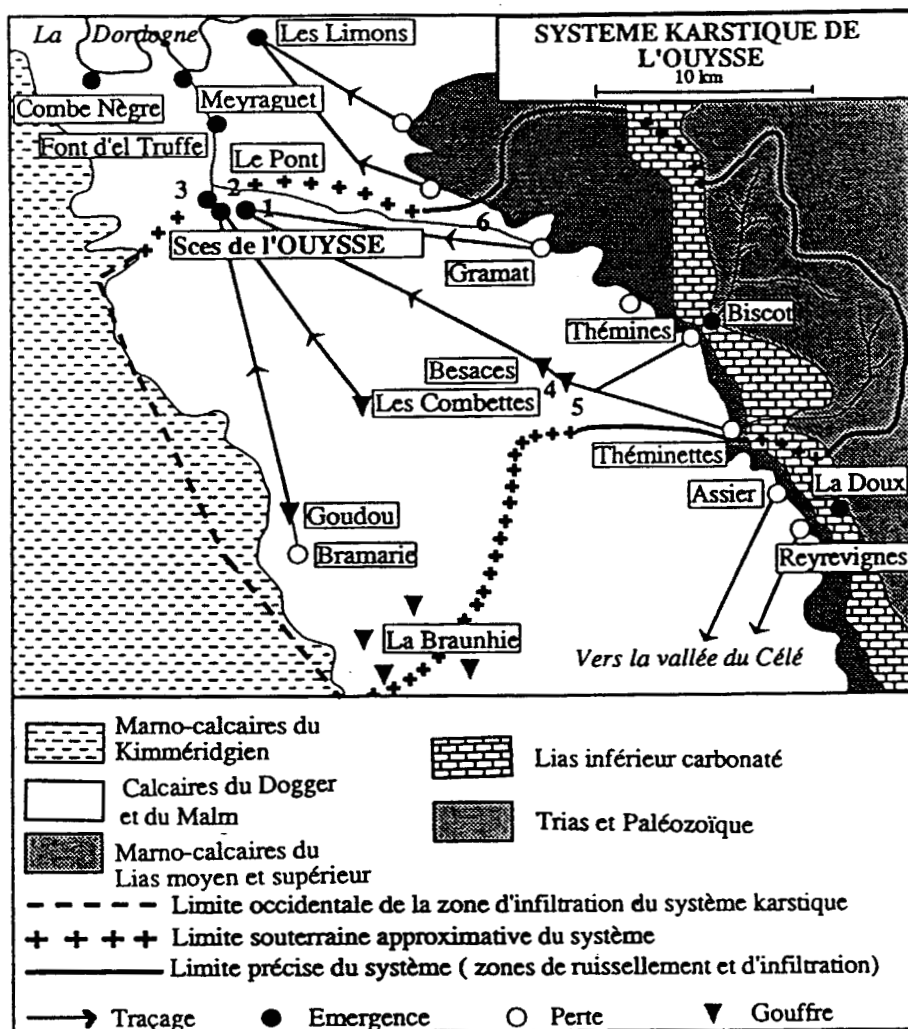 La Dordogne
Les Limons
SYSTEME KARSTIQUE DE
L'OUYSSE
10 km
Combe Nègre
Meyraguet
Font d'el Truffe
Le Pont
3
2
1
6
Sces de l'OUYSSE
Gramat
Thémines
Biscot
Besaces
4
5
Les Combettes
Théminettes
La Doux
Assier
Goudou
Bramarie
Reyrevignes
La Braunhie
Vers la vallée du Célé
Marno-calcaires du
Kimméridgien
Lias inférieur carbonaté
Calcaires du Dogger
et du Malm
Trias et Paléozoïque
Marno-calcaires du
Lias moyen et supérieur
Limite occidentale de la zone d'infiltration du système karstique
Limite souterraine approximative du système
Limite précise du système ( zones de ruissellement et d'infiltration)
Traçage
Emergence
Perte
Gouffre